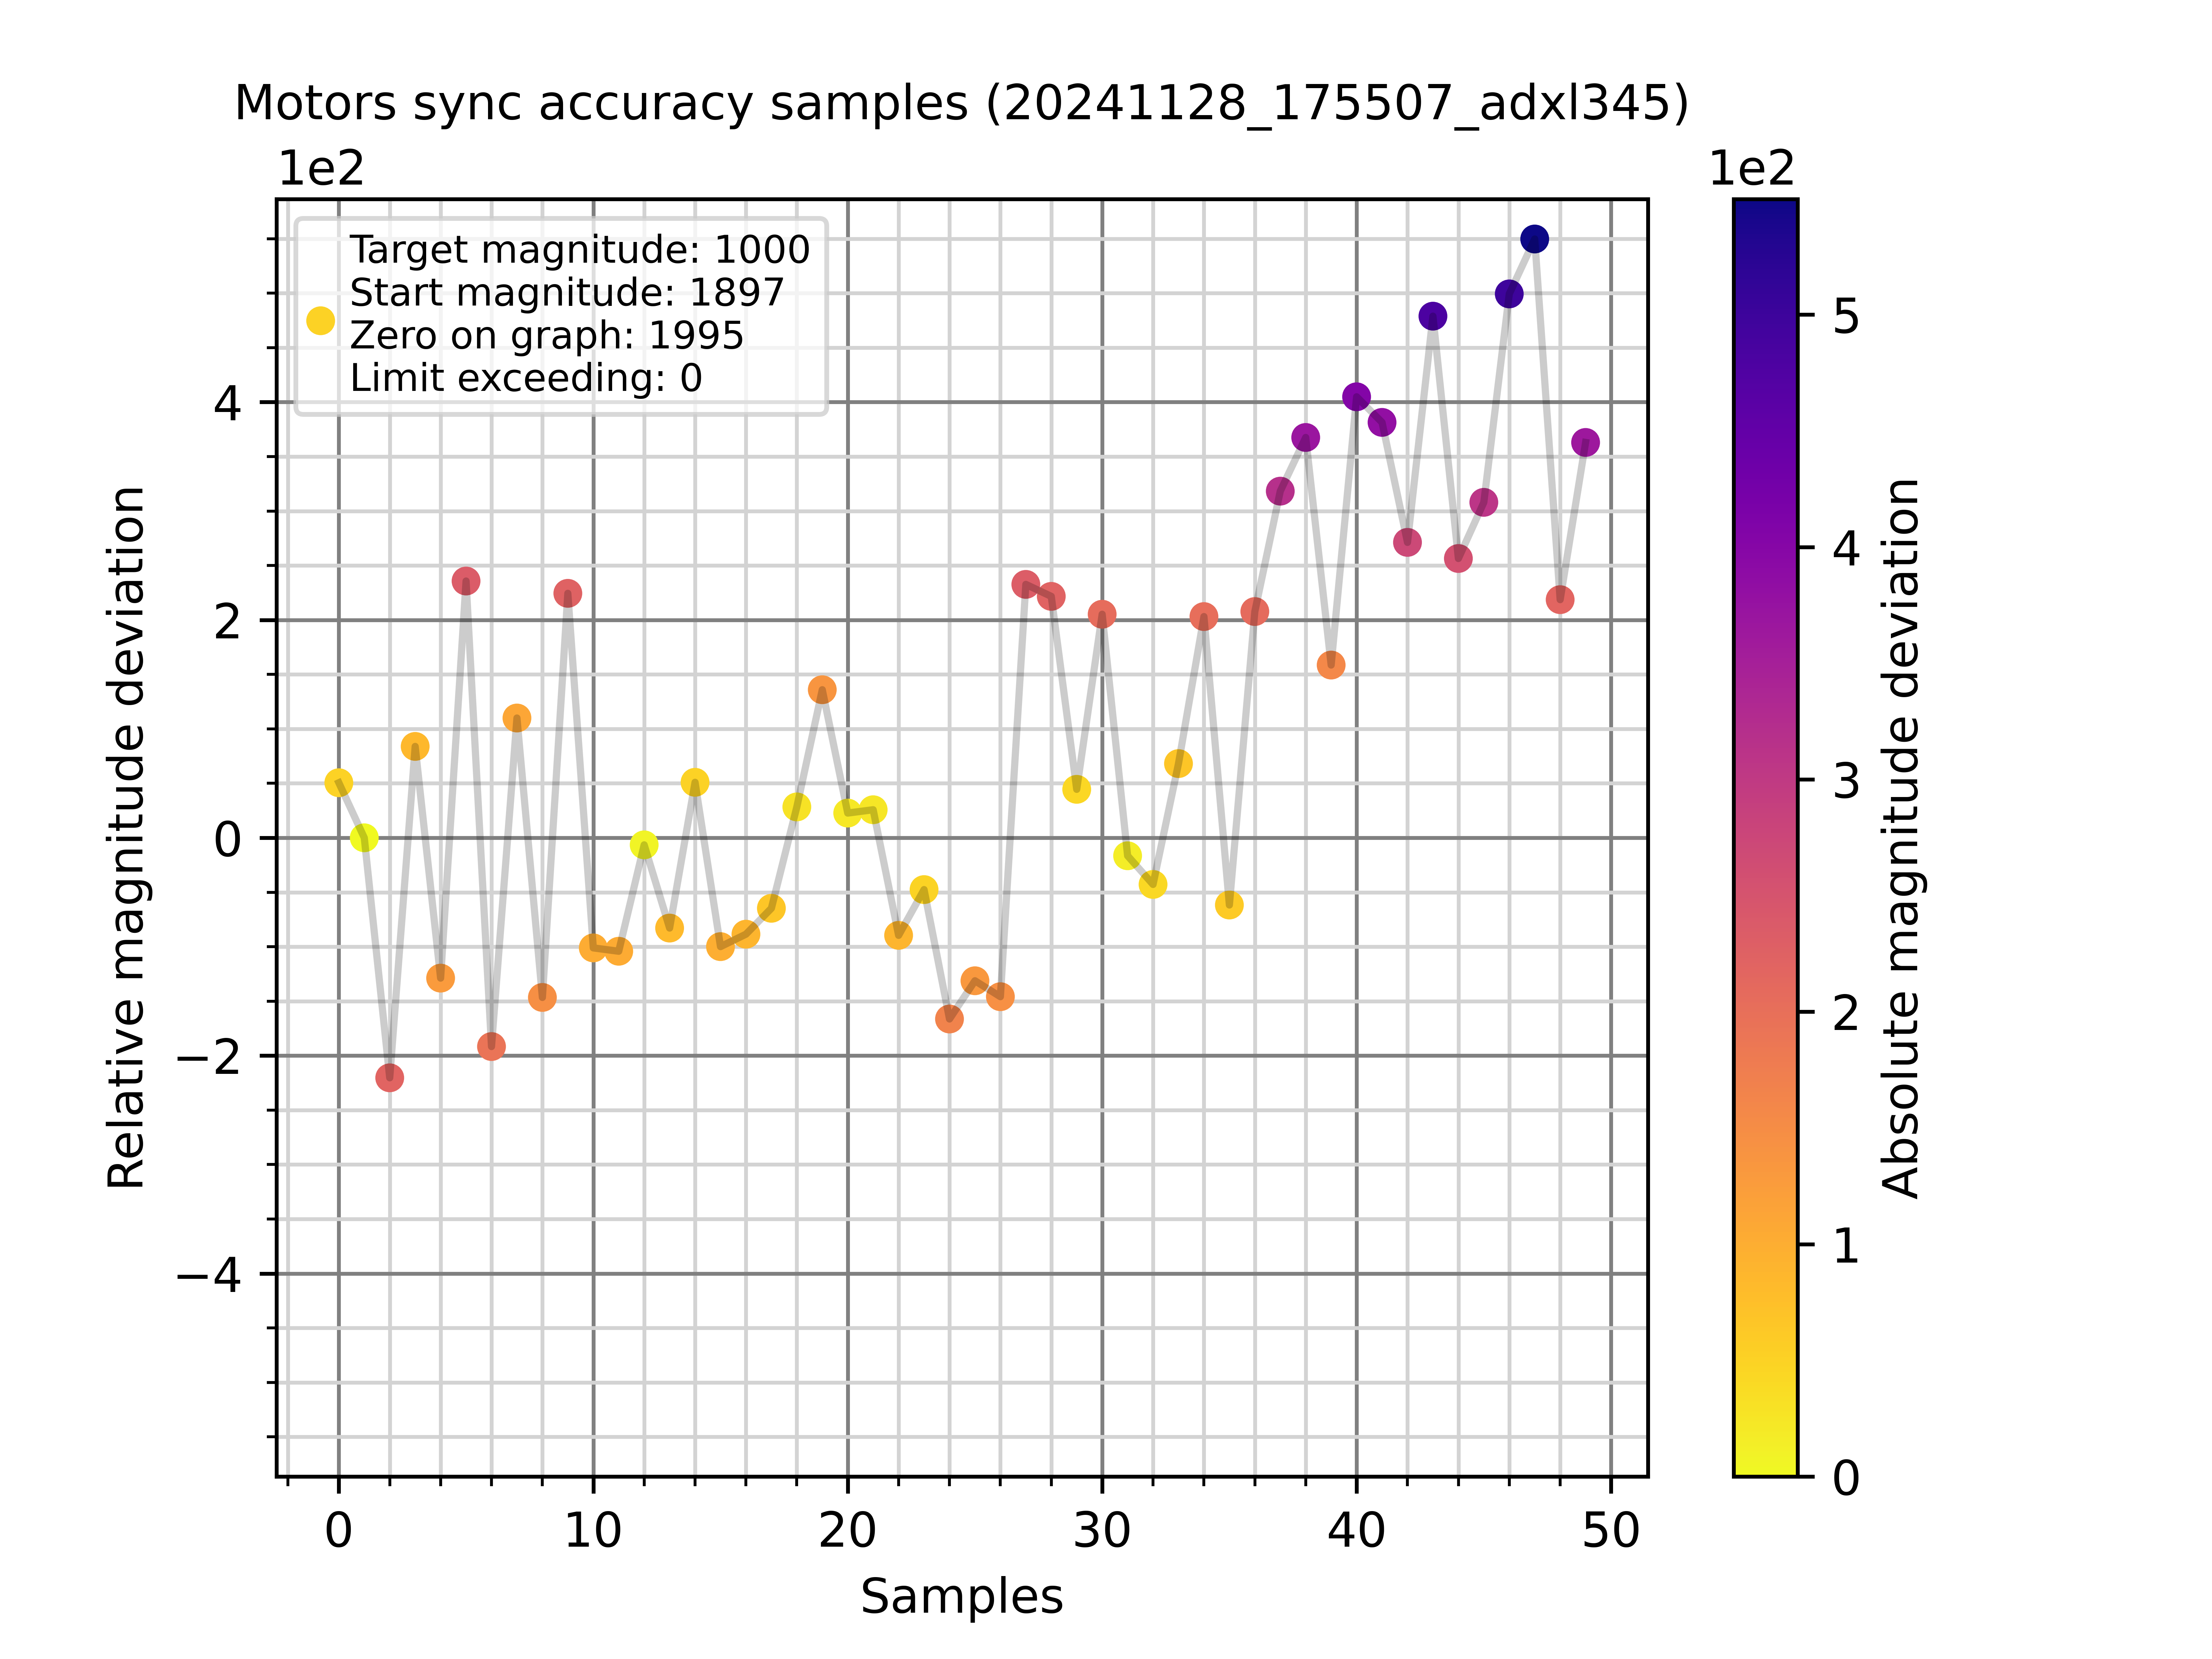 Motors sync accuracy samples (20241128_175507_adxl345)
1e2
1e2
Target magnitude: 1000
Start magnitude: 1897
Zero on graph: 1995
Limit exceeding: 0
4
2
0
−2
−4
Relative magnitude deviation
0
10
20
30
40
50
Samples
5
4
3
2
1
0
Absolute magnitude deviation